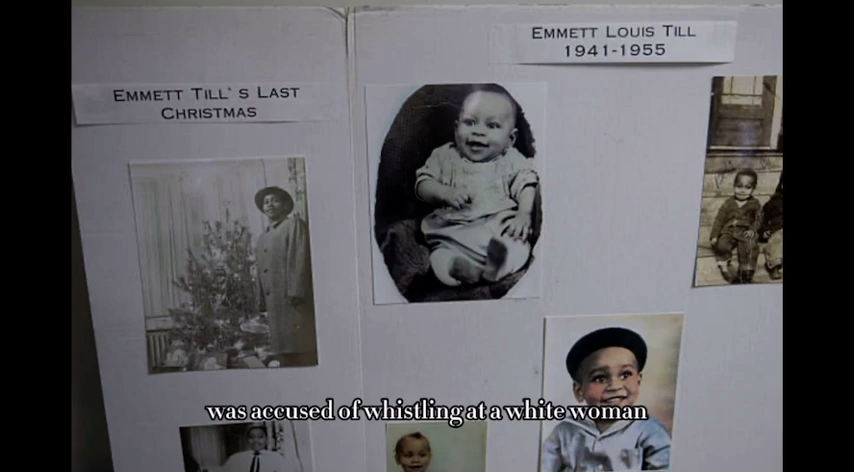 EMMETT LOUIS TILL
1941-1955
EMMETT TILL' S LAST
CHRISTMAS
was accused of whistling at a white woman